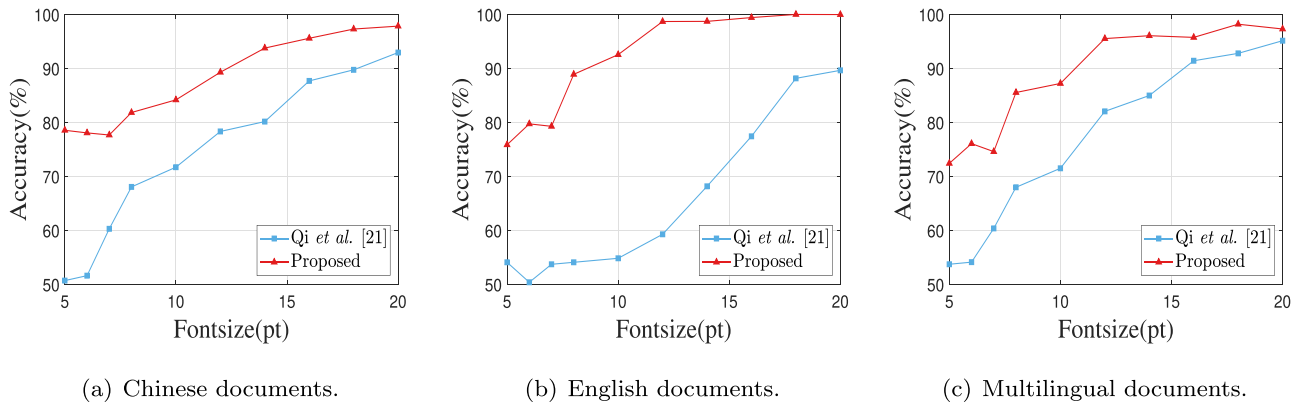 Accuracy(%)
100
90
80
70
60
50
5
10
15
20
Fontsize(pt)
Qi et al. [21]
Proposed
(a) Chinese documents.
Accuracy(%)
100
90
80
70
60
50
5
10
15
20
Fontsize(pt)
Qi et al. [21]
Proposed
(b) English documents.
Accuracy(%)
100
90
80
70
60
50
5
10
15
20
Fontsize(pt)
Qi et al. [21]
Proposed
(c) Multilingual documents.